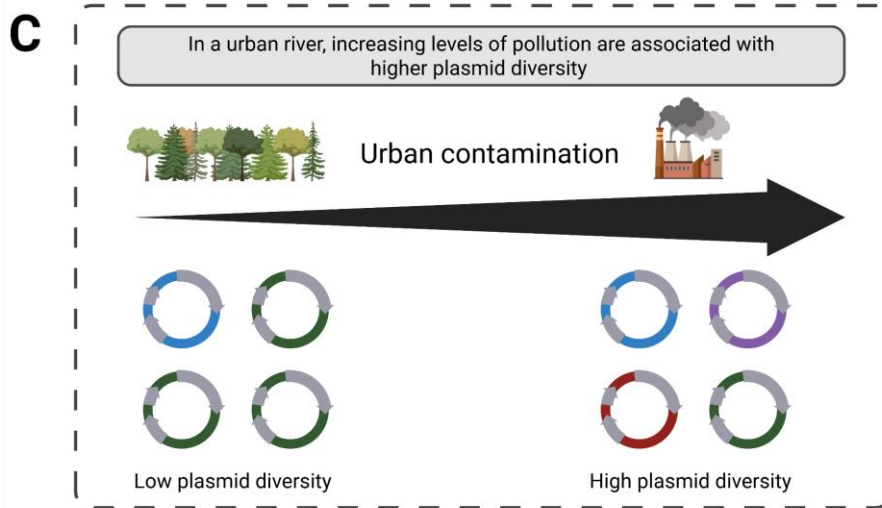 C
In a urban river, increasing levels of pollution are associated with
higher plasmid diversity
Urban contamination
Low plasmid diversity
High plasmid diversity